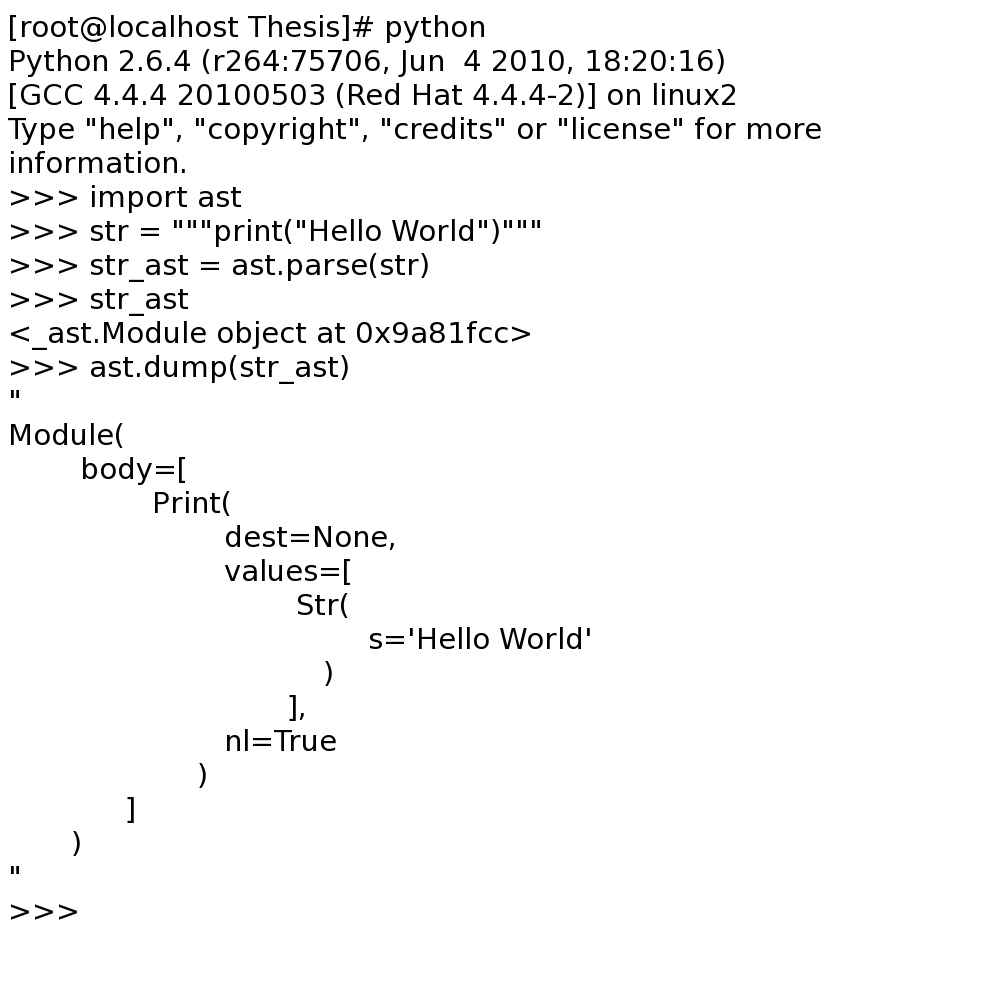 [root@localhost Thesis]# python
Python 2.6.4 (r264:75706, Jun  4 2010, 18:20:16)
[GCC 4.4.4 20100503 (Red Hat 4.4.4-2)] on linux2
Type "help", "copyright", "credits" or "license" for more
information.
>>> import ast
>>> str = """print("Hello World")"""
>>> str_ast = ast.parse(str)
>>> str_ast
<_ast.Module object at 0x9a81fcc>
>>> ast.dump(str_ast)
"
Module(
        body=[
                Print(
                        dest=None,
                        values=[
                                Str(
                                        s='Hello World'
                                   )
                               ],
                        nl=True
                     )
             ]
       )
"
>>>